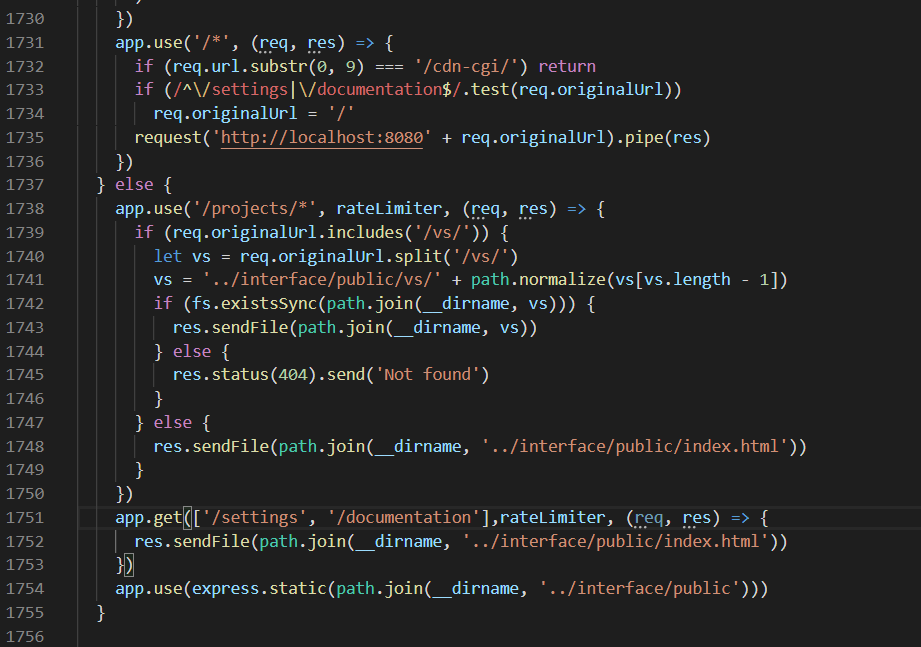 1730 })
1731 app.use('/*', (req, res) => {
1732 if (req.url.substr(0, 9) === '/cdn-cgi/') return
1733 if (/^\/settings|\/documentation$/.test(req.originalUrl))
1734 req.originalUrl = '/'
1735 request('http://localhost:8080' + req.originalUrl).pipe(res)
1736 })
1737 } else {
1738 app.use('/projects/*', rateLimiter, (req, res) => {
1739 if (req.originalUrl.includes('/vs/')) {
1740 let vs = req.originalUrl.split('/vs/')
1741 vs = '../interface/public/vs/' + path.normalize(vs[vs.length - 1])
1742 if (fs.existsSync(path.join(__dirname, vs))) {
1743 res.sendFile(path.join(__dirname, vs))
1744 } else {
1745 res.status(404).send('Not found')
1746 }
1747 } else {
1748 res.sendFile(path.join(__dirname, '../interface/public/index.html'))
1749 }
1750 })
1751 app.get(['/settings', '/documentation'],rateLimiter, (req, res) => {
1752 res.sendFile(path.join(__dirname, '../interface/public/index.html'))
1753 })
1754 app.use(express.static(path.join(__dirname, '../interface/public')))
1755 }
1756